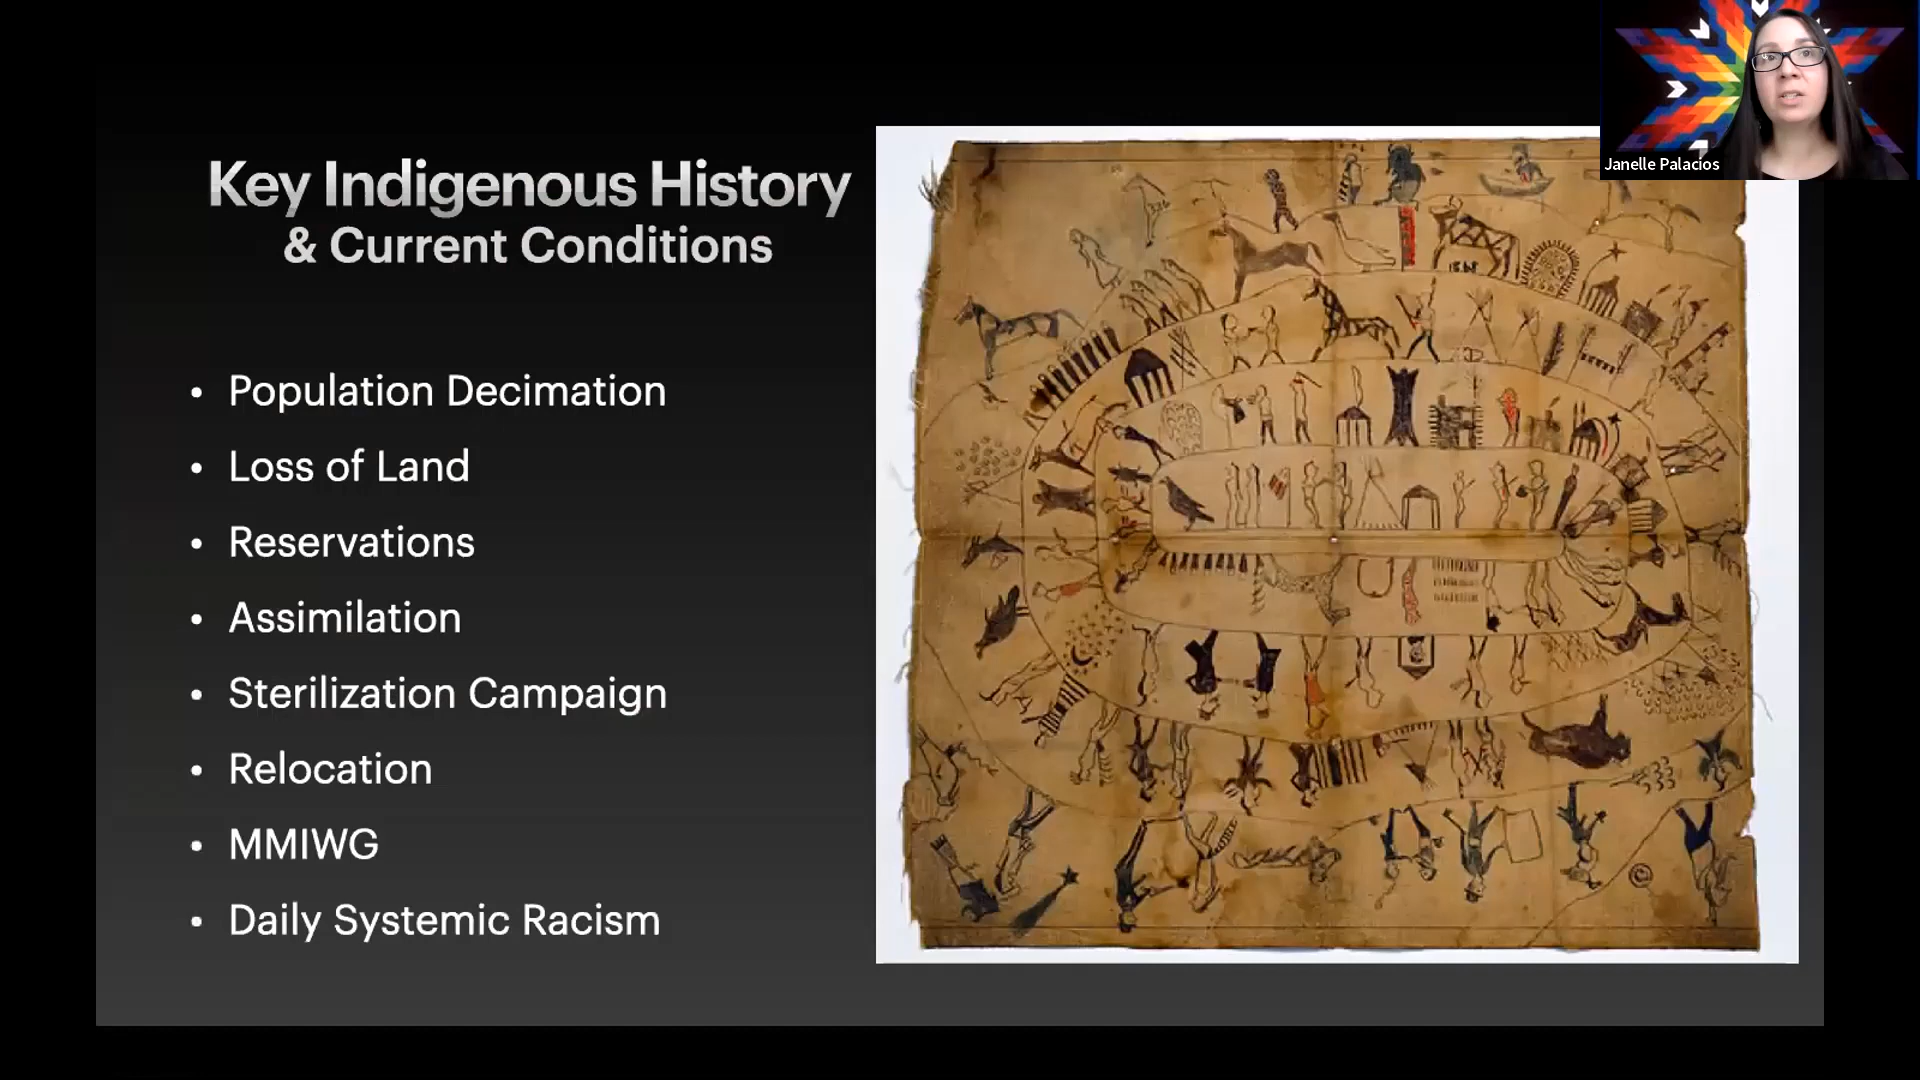 Key Indigenous History
& Current Conditions
• Population Decimation
• Loss of Land
• Reservations
• Assimilation
• Sterilization Campaign
• Relocation
• MMIWG
• Daily Systemic Racism
Janelle Palacios